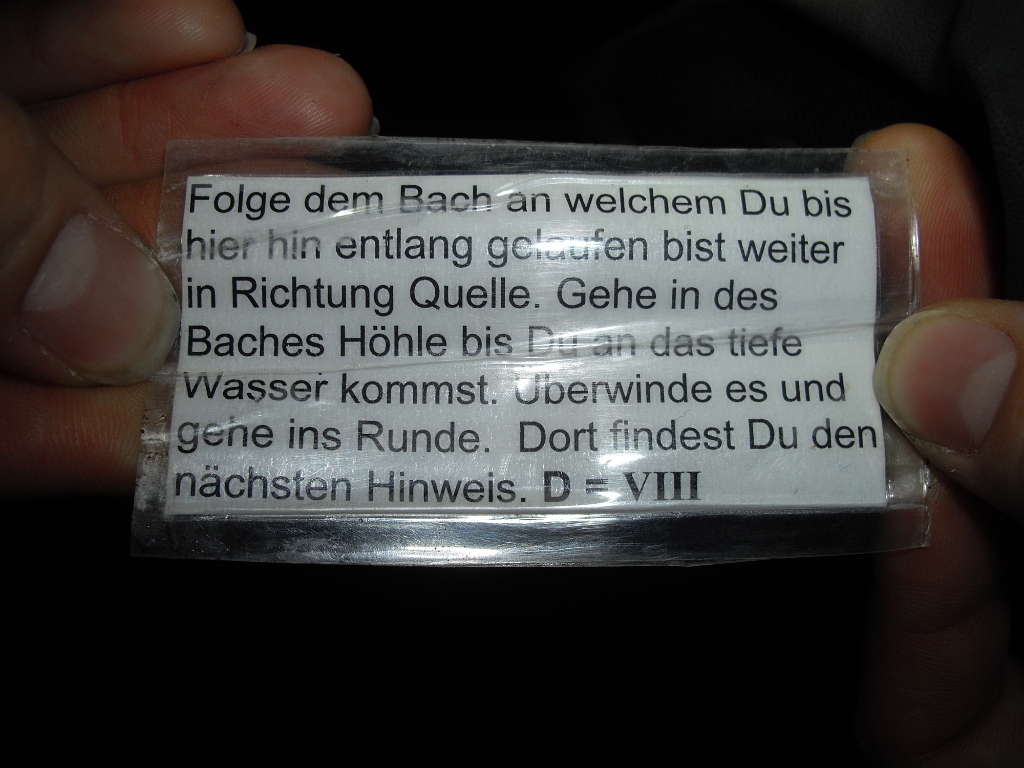 Folge dem Bach an welchem Du bis
hier hin entlang gelaufen bist weiter
in Richtung Quelle. Gehe in des
Baches Höhle bis Du an das tiefe
Wasser kommst. Überwinde es und
gehe ins Runde. Dort findest Du den
nächsten Hinweis. D = VIII